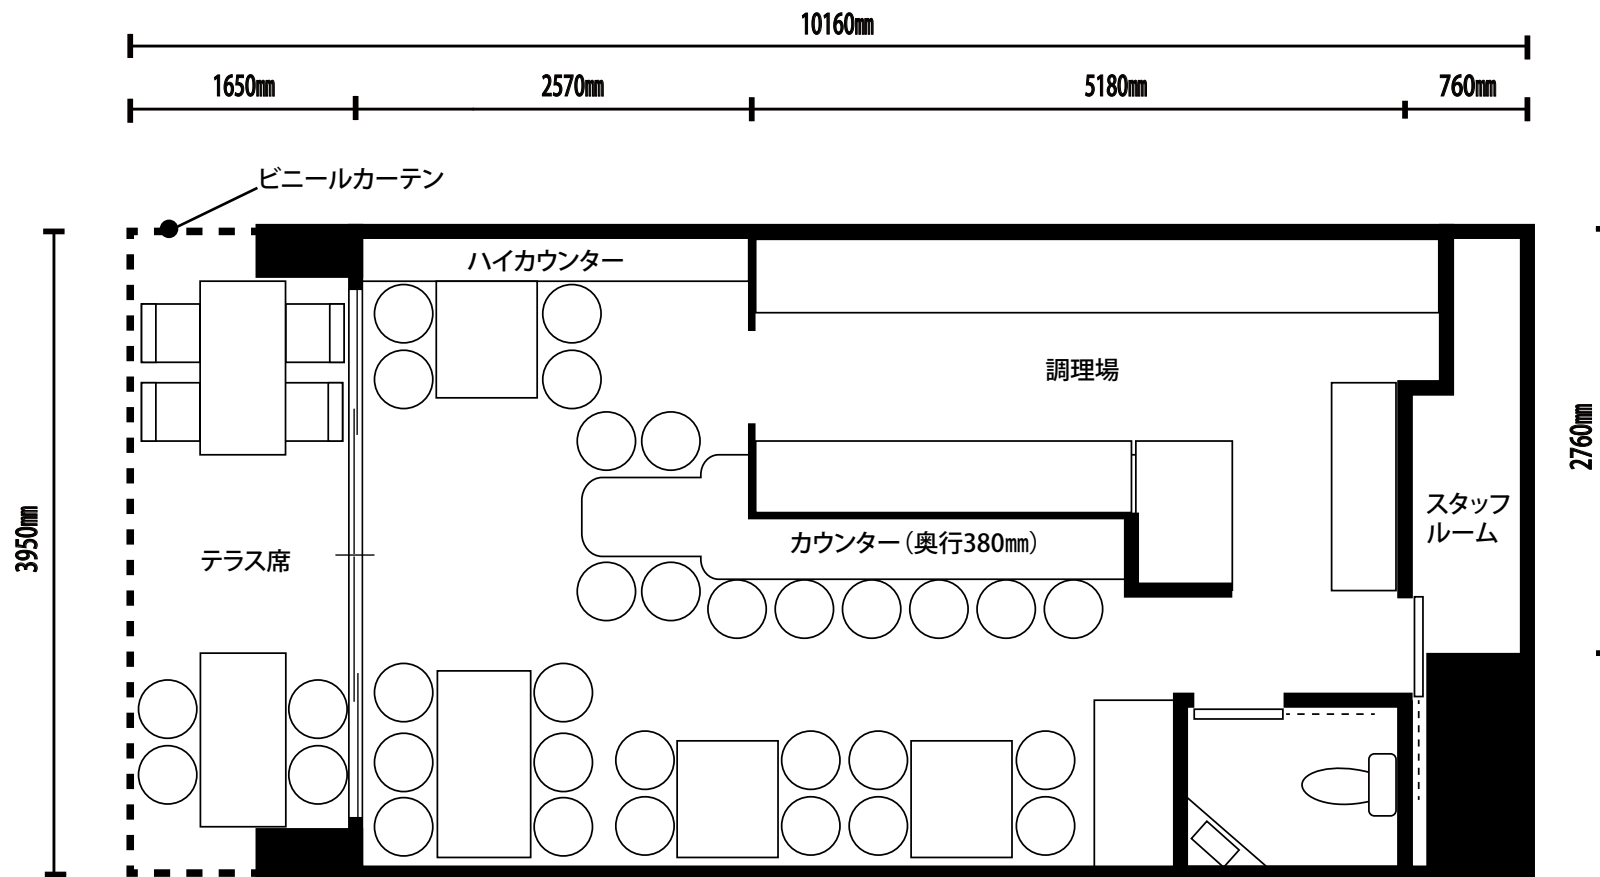 10160㎜
1650㎜
2570㎜
5180㎜
760㎜
ビニールカーテン
ハイカウンター
調理場
2760㎜
スタッフ
ルーム
3950㎜
テラス席
カウンター（奥行380㎜）